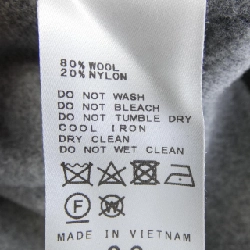 80% WOOL
20% NYLON
DO NOT WASH
DO NOT BLEACH
DO NOT TUMBLE DRY
COOL IRON
DRY CLEAN
DO NOT WET CLEAN
F W
MADE IN VIETNAM